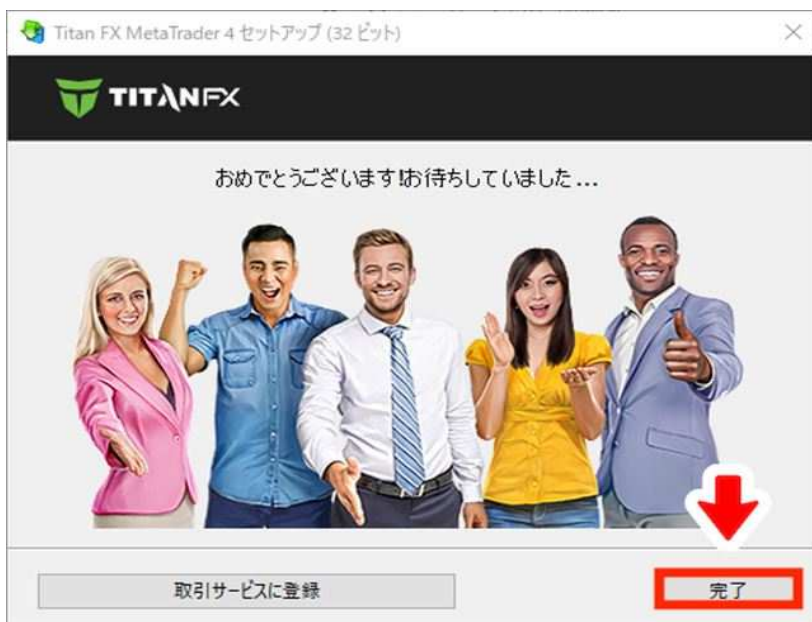 Titan FX MetaTrader 4 セットアップ (32 ビット)
TITANFX
おめでとうございます!お待ちしていました...
取引サービスに登録
完了